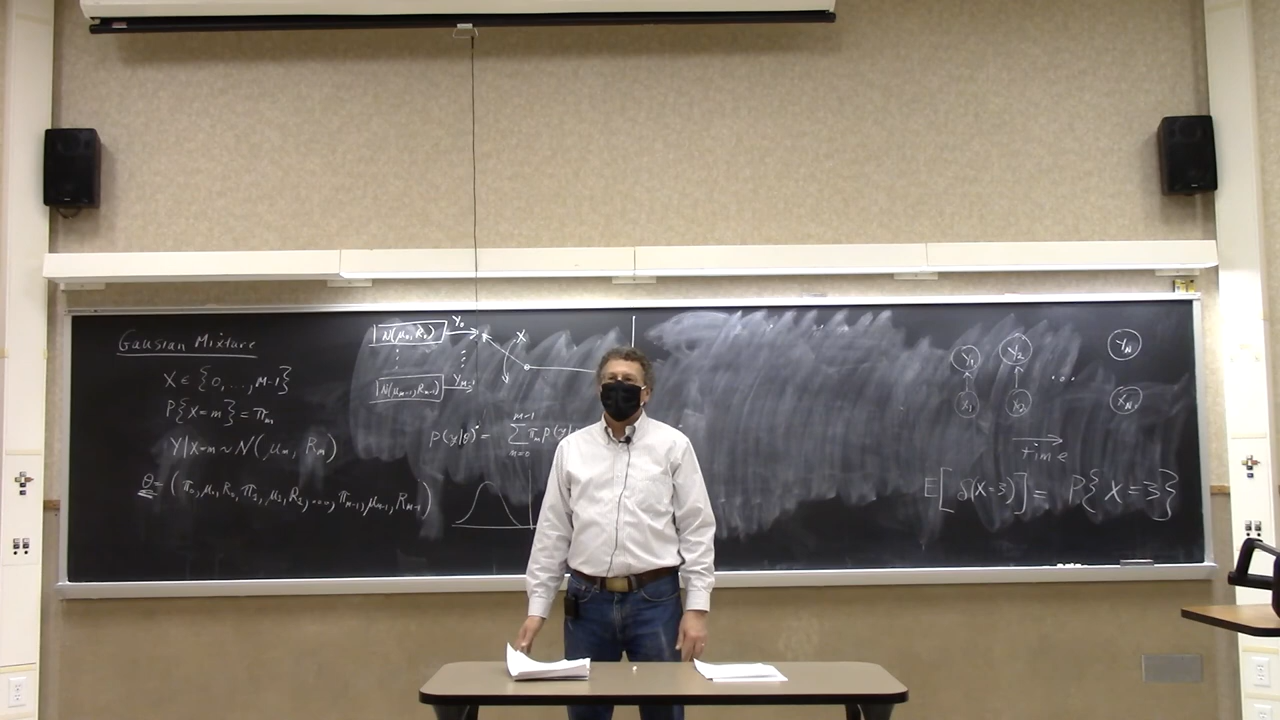 Gausian Mixture
X ∈ {0, ..., M-1}
P{X=m} = π_m
Y|X=m ~ N(μ_m, R_m)
θ = (π_0, μ_0, R_0, π_1, μ_1, R_1, ..., π_{M-1}, μ_{M-1}, R_{M-1})
N(μ_0, R_0) Y_0
X
N(μ_{M-1}, R_{M-1}) Y_{M-1}
p(y|θ) = Σ_{m=0}^{M-1} π_m p(y|
Y_1 Y_2 ... Y_N
X_1 X_2 X_N
time
E[δ(X=3)] = P{X=3}